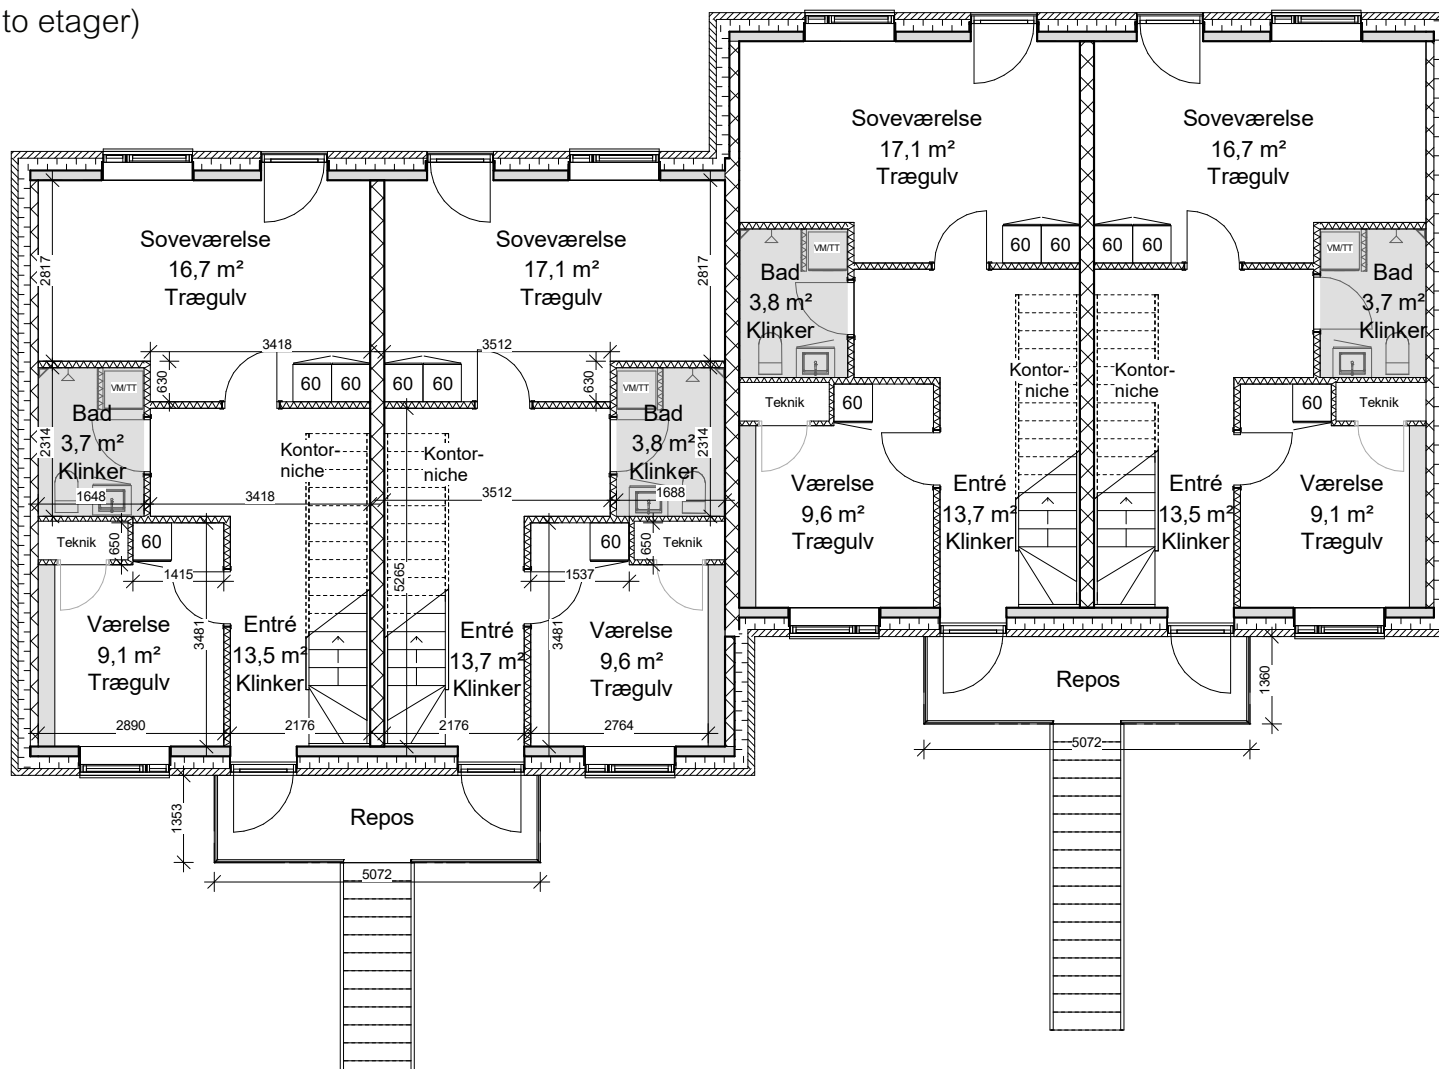 to etager)
Soveværelse
17,1 m²
Trægulv
Soveværelse
16,7 m²
Trægulv
60 60
60 60
VM/TT
Bad
3,8 m²
Klinker
VM/TT
Bad
3,7 m²
Klinker
Kontor-
niche
Kontor-
niche
Teknik
60
60
Teknik
Værelse
9,6 m²
Trægulv
Entré
13,7 m²
Klinker
Entré
13,5 m²
Klinker
Værelse
9,1 m²
Trægulv
Repos
1360
5072
Soveværelse
16,7 m²
Trægulv
2817
Soveværelse
17,1 m²
Trægulv
2817
3418
3512
630
60 60
60 60
630
VM/TT
Bad
3,7 m²
Klinker
2314
1648
Kontor-
niche
Kontor-
niche
VM/TT
Bad
3,8 m²
Klinker
2314
1688
3418
3512
Teknik
650
60
1415
5265
60
650
Teknik
1537
Værelse
9,1 m²
Trægulv
3481
Entré
13,5 m²
Klinker
Entré
13,7 m²
Klinker
3481
Værelse
9,6 m²
Trægulv
2890
2176
2176
2764
1353
Repos
5072